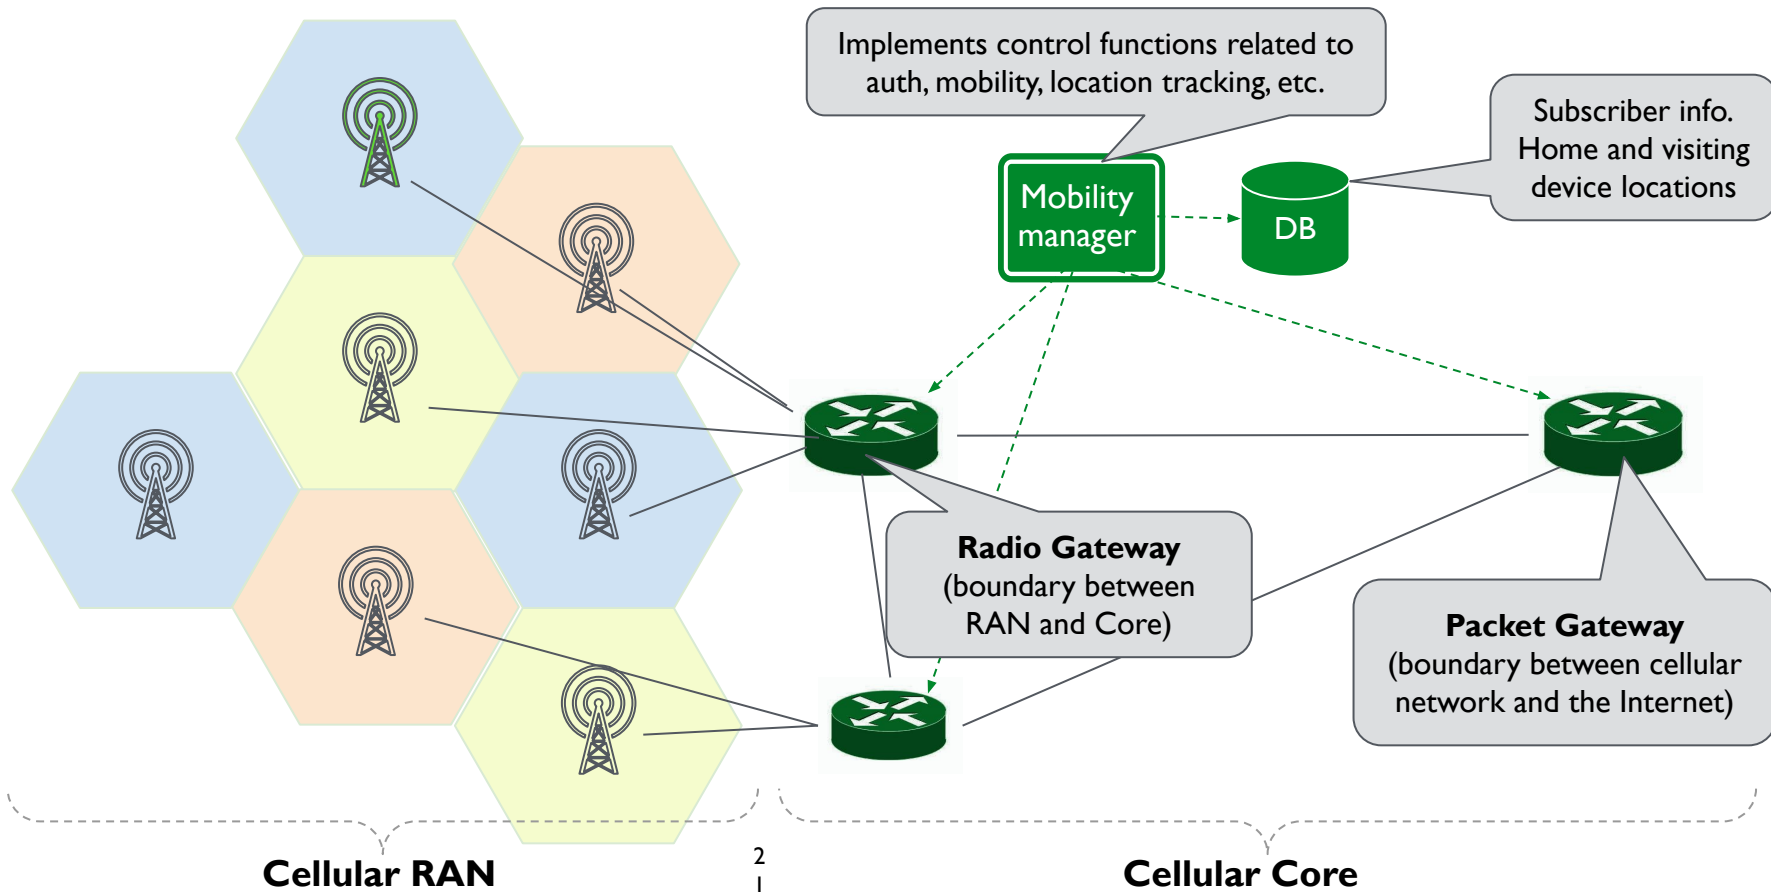 Implements control functions related to
auth, mobility, location tracking, etc.
Subscriber info.
Home and visiting
device locations
Mobility
manager
DB
Radio Gateway
(boundary between
RAN and Core)
Packet Gateway
(boundary between cellular
network and the Internet)
Cellular RAN
2
1
Cellular Core